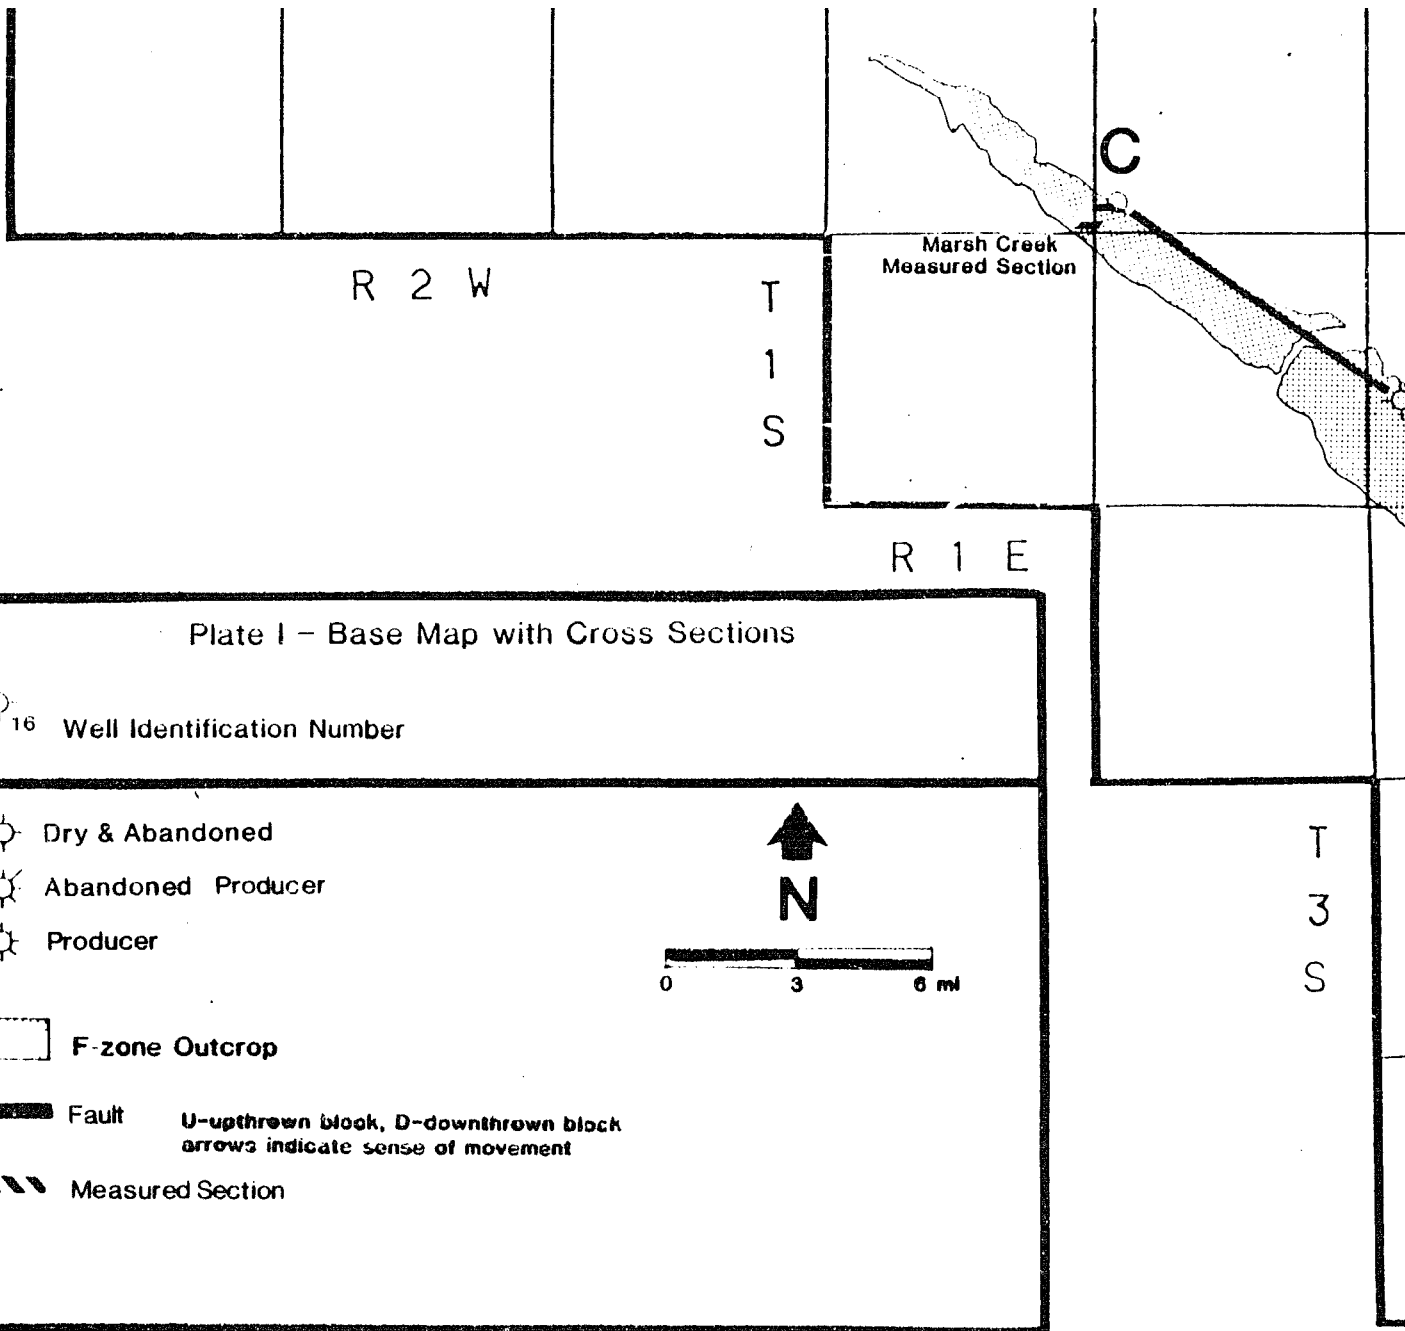 C
Marsh Creek
Measured Section
R 2 W
T
1
S
R 1 E
Plate I – Base Map with Cross Sections
16 Well Identification Number
Dry & Abandoned
Abandoned Producer
Producer
N
0 3 6 mi
T
3
S
F-zone Outcrop
Fault
U-upthrown block, D-downthrown block
arrows indicate sense of movement
Measured Section